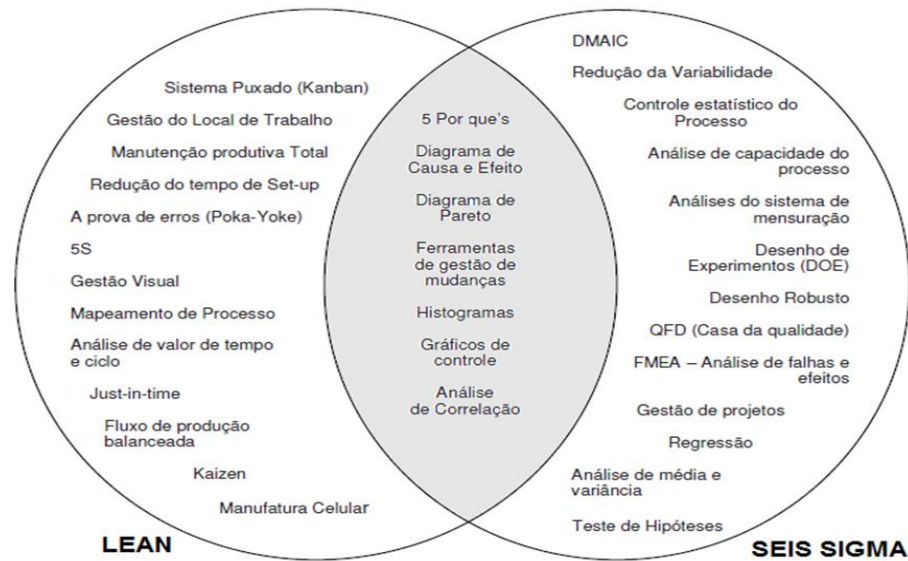 Sistema Puxado (Kanban)
Gestão do Local de Trabalho
Manutenção produtiva Total
Redução do tempo de Set-up
A prova de erros (Poka-Yoke)
5S
Gestão Visual
Mapeamento de Processo
Análise de valor de tempo
e ciclo
Just-in-time
Fluxo de produção
balanceada
Kaizen
Manufatura Celular
LEAN
5 Por que's
Diagrama de
Causa e Efeito
Diagrama de
Pareto
Ferramentas
de gestão de
mudanças
Histogramas
Gráficos de
controle
Análise
de Correlação
DMAIC
Redução da Variabilidade
Controle estatístico do
Processo
Análise de capacidade do
processo
Análises do sistema de
mensuração
Desenho de
Experimentos (DOE)
Desenho Robusto
QFD (Casa da qualidade)
FMEA – Análise de falhas e
efeitos
Gestão de projetos
Regressão
Análise de média e
variância
Teste de Hipóteses
SEIS SIGMA